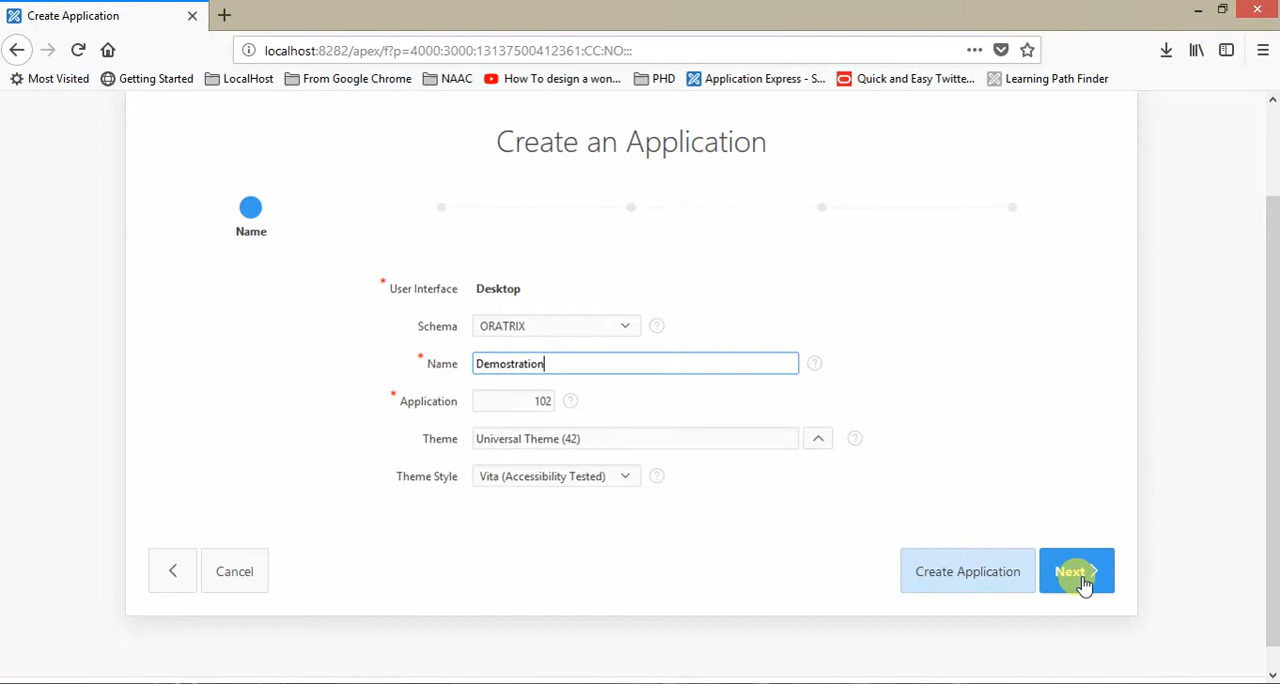 Create Application
localhost:8282/apex/f?p=4000:3000:13137500412361:CC:NO:::
Most Visited Getting Started LocalHost From Google Chrome NAAC How To design a won... PHD Application Express - S... Quick and Easy Twitte... Learning Path Finder
Create an Application
Name
* User Interface Desktop
Schema ORATRIX ?
* Name Demostration ?
* Application 102 ?
Theme Universal Theme (42) ?
Theme Style Vita (Accessibility Tested) ?
Cancel Create Application Next